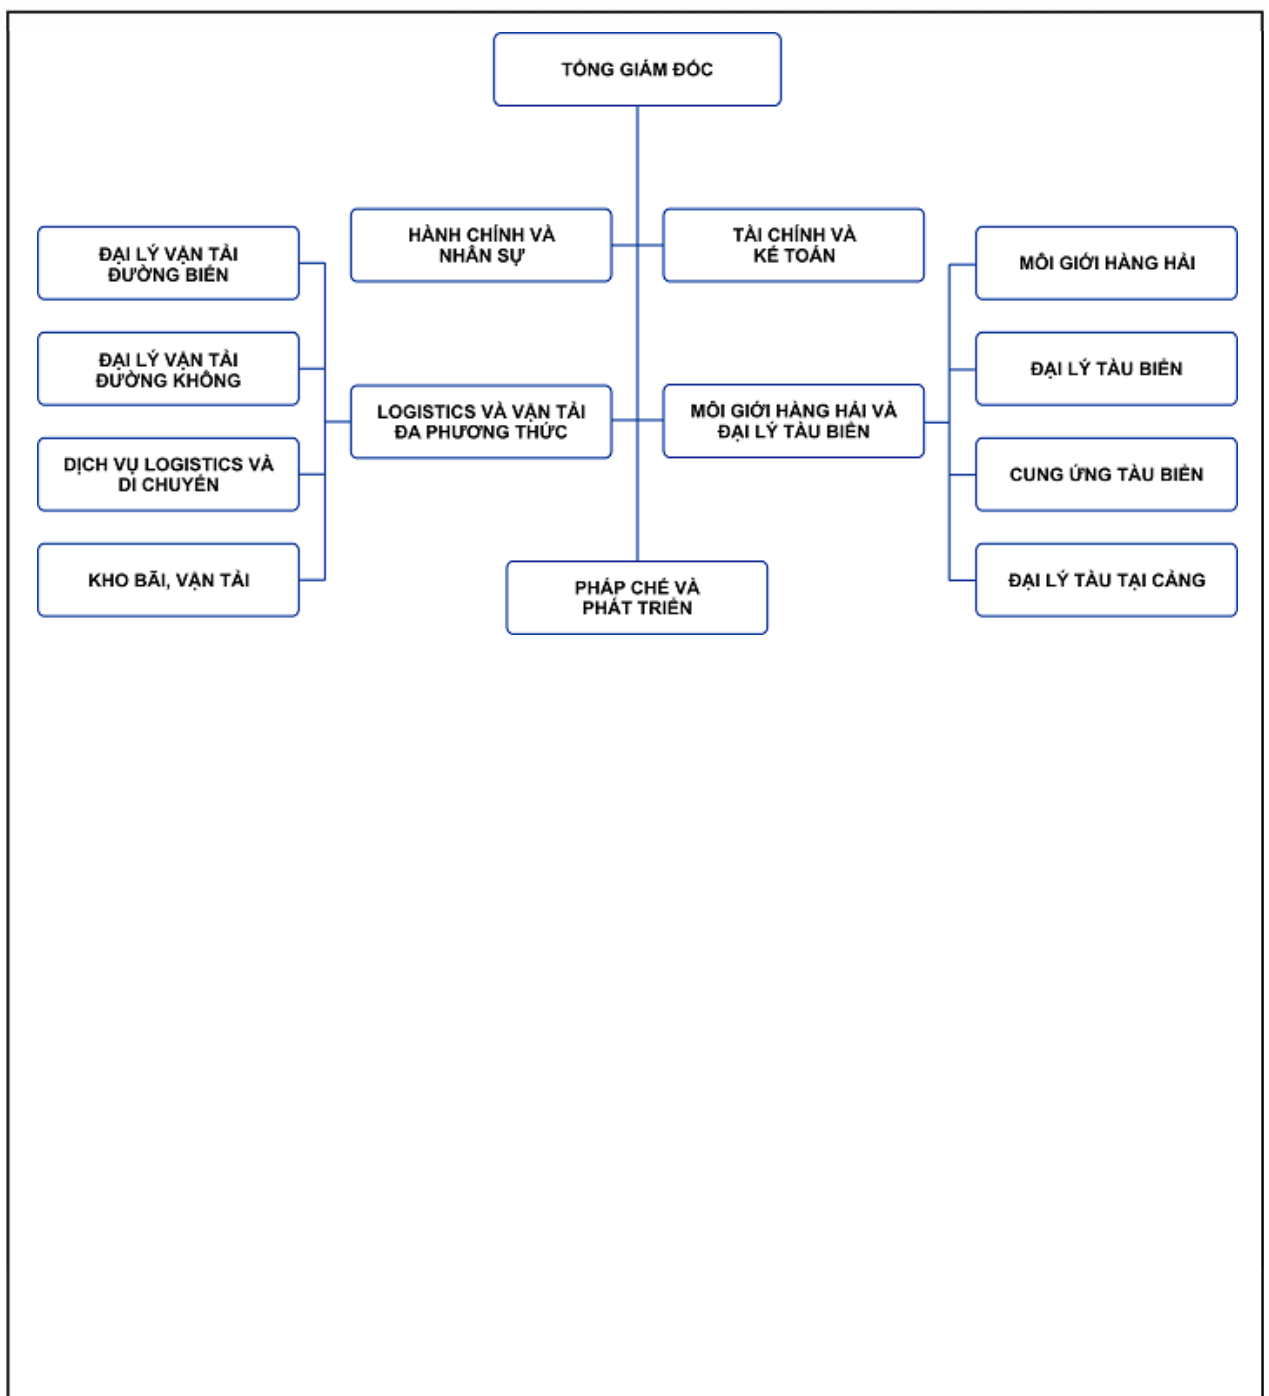 TỔNG GIÁM ĐỐC
HÀNH CHÍNH VÀ
NHÂN SỰ
TÀI CHÍNH VÀ
KẾ TOÁN
ĐẠI LÝ VẬN TẢI
ĐƯỜNG BIỂN
ĐẠI LÝ VẬN TẢI
ĐƯỜNG KHÔNG
DỊCH VỤ LOGISTICS VÀ
DI CHUYỂN
KHO BÃI, VẬN TẢI
LOGISTICS VÀ VẬN TẢI
ĐA PHƯƠNG THỨC
MÔI GIỚI HÀNG HẢI VÀ
ĐẠI LÝ TÀU BIỂN
MÔI GIỚI HÀNG HẢI
ĐẠI LÝ TÀU BIỂN
CUNG ỨNG TÀU BIỂN
ĐẠI LÝ TÀU TẠI CẢNG
PHÁP CHẾ VÀ
PHÁT TRIỂN